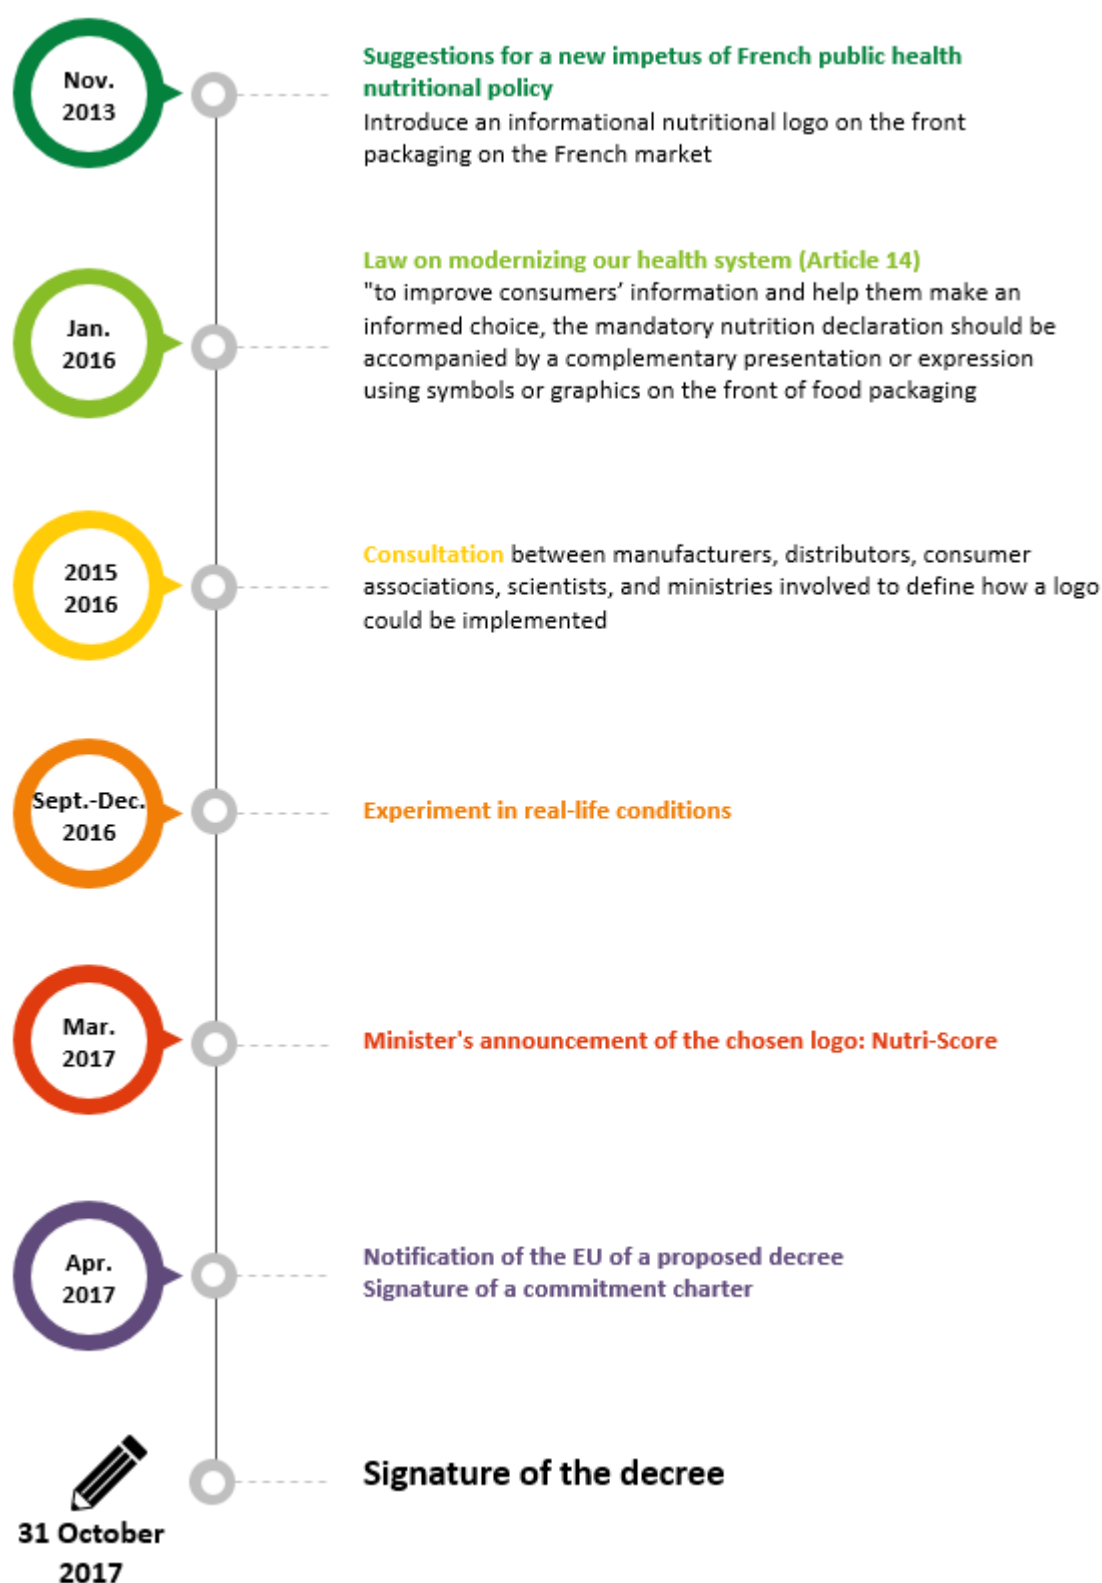 Nov.
2013
Suggestions for a new impetus of French public health
nutritional policy
Introduce an informational nutritional logo on the front
packaging on the French market
Jan.
2016
Law on modernizing our health system (Article 14)
"to improve consumers’ information and help them make an
informed choice, the mandatory nutrition declaration should be
accompanied by a complementary presentation or expression
using symbols or graphics on the front of food packaging
2015
2016
Consultation between manufacturers, distributors, consumer
associations, scientists, and ministries involved to define how a logo
could be implemented
Sept.-Dec.
2016
Experiment in real-life conditions
Mar.
2017
Minister's announcement of the chosen logo: Nutri-Score
Apr.
2017
Notification of the EU of a proposed decree
Signature of a commitment charter
31 October
2017
Signature of the decree